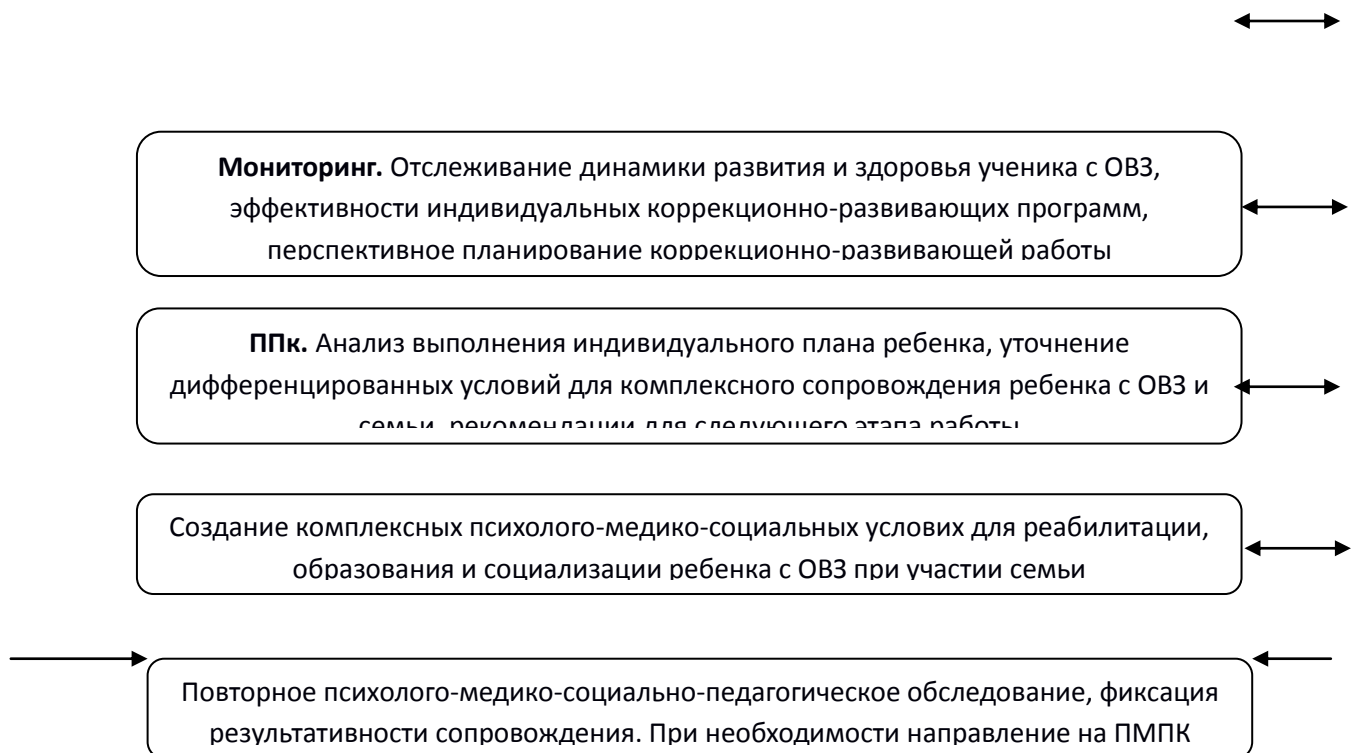 Мониторинг. Отслеживание динамики развития и здоровья ученика с ОВЗ,
эффективности индивидуальных коррекционно-развивающих программ,
перспективное планирование коррекционно-развивающей работы
ППк. Анализ выполнения индивидуального плана ребенка, уточнение
дифференцированных условий для комплексного сопровождения ребенка с ОВЗ и
семьи, рекомендации для следующего этапа работы
Создание комплексных психолого-медико-социальных услових для реабилитации,
образования и социализации ребенка с ОВЗ при участии семьи
Повторное психолого-медико-социально-педагогическое обследование, фиксация
результативности сопровождения. При необходимости направление на ПМПК